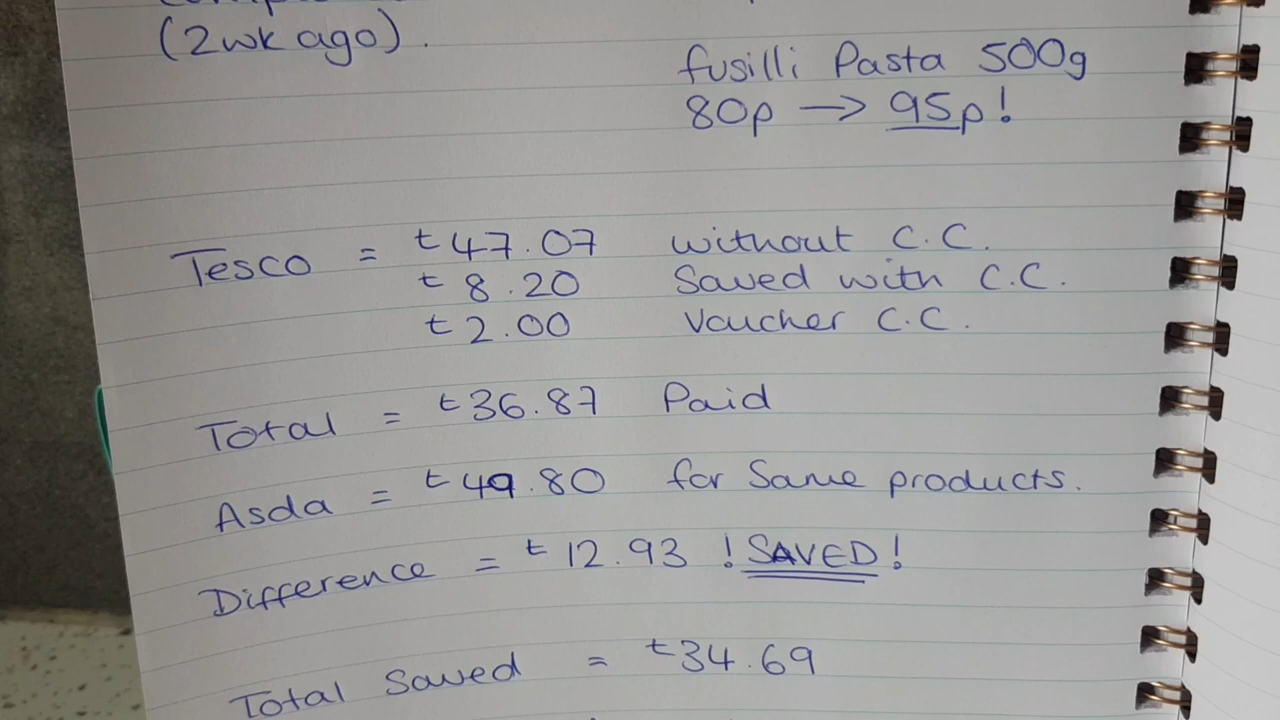 (2wk ago).
fusilli Pasta 500g
80p → 95p!
Tesco = £47.07 without C.C.
£8.20 Saved with C.C.
£2.00 Voucher C.C.
Total = £36.87 Paid
Asda = £49.80 for Same products.
Difference = £12.93 !SAVED!
Total Saved = £34.69